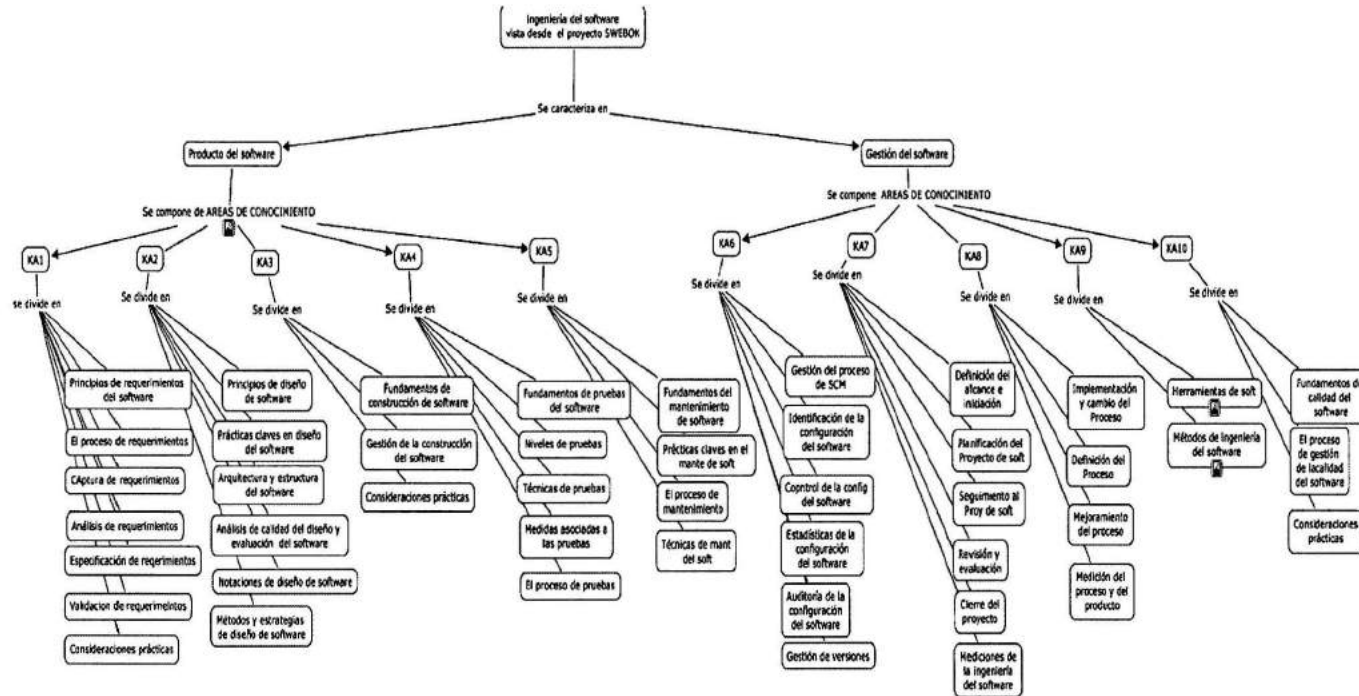 Ingeniería del software
vista desde el proyecto SWEBOK
Se caracteriza en
Producto del software
Gestión del software
Se compone de AREAS DE CONOCIMIENTO
Se compene AREAS DE CONOCIMIENTO
KA1
KA2
KA3
KA4
KA5
KA6
KA7
KA8
KA9
KA10
se divide en
Se divide en
Se divide en
Se divide en
Se divide en
Se divide en
Se divide en
Se divide en
Se divide en
Se divide en
Principios de requerimientos
del software
El proceso de requerimientos
CAptura de requerimientos
Análisis de requerimientos
Especificación de reqerimientos
Validacion de requerimeintos
Consideraciones prácticas
Principios de diseño
de software
Prácticas claves en diseño
del software
Arquitectura y estructura
del software
Análisis de calidad del diseño y
evaluación del software
Notaciones de diseño de software
Métodos y estrategias
de diseño de software
Fundamentos de
construcción de software
Gestión de la construcción
del software
Consideraciones prácticas
Fundamentos de pruebas
del software
Niveles de pruebas
Técnicas de pruebas
Medidas asociadas a
las pruebas
El proceso de pruebas
Fundamentos del
mantenimiento
de software
Précticas claves en el
mante de soft
El proceso de
mantenimiento
Técnicas de mant
del soft
Gestión del proceso
de SCM
Identificación de la
configuración
del software
Copntrol de la config
del software
Estadísticas de la
configuración
del software
Auditoría de la
configuración
del software
Gestión de versiones
Definición del
alcance e
iniciación
Planificación del
Proyecto de soft
Seguimiento al
Proy de soft
Revisión y
evaluación
Cierre del
proyecto
Mediciones de
la ingeniería
del software
Implementación
y cambio del
Proceso
Definición del
Proceso
Mejoramiento
del proceso
Medición del
proceso y del
producto
Herramientas de soft
Métodos de ingeniería
del software
Fundamentos de
calidad del
software
El proceso
de gestión
de lacalidad
del software
Consideraciones
prácticas